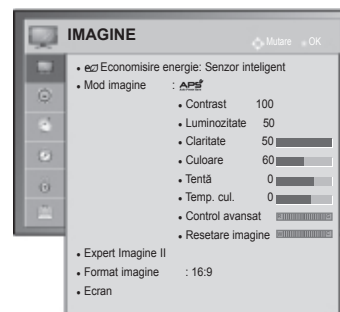 IMAGINE
Mutare OK
• Economisire energie: Senzor inteligent
• Mod imagine : APS
• Contrast 100
• Luminozitate 50
• Claritate 50
• Culoare 60
• Tentă 0
• Temp. cul. 0
• Control avansat
• Resetare imagine
• Expert Imagine II
• Format imagine : 16:9
• Ecran